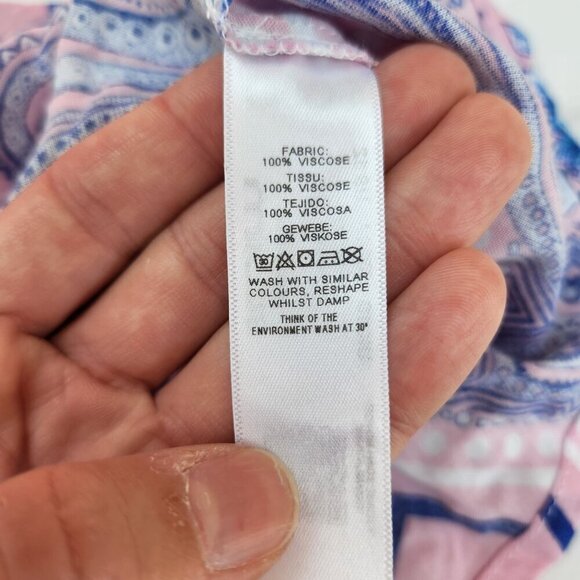 FABRIC:
100% VISCOSE
TISSU:
100% VISCOSE
TEJIDO:
100% VISCOSA
GEWEBE:
100% VISKOSE
30
WASH WITH SIMILAR
COLOURS, RESHAPE
WHILST DAMP
THINK OF THE
ENVIRONMENT WASH AT 30°